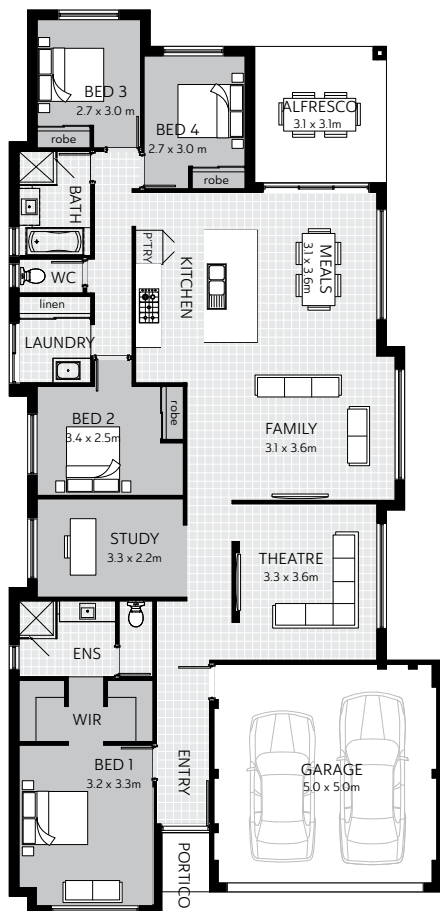 BED 3
2.7 x 3.0 m
robe
BED 4
2.7 x 3.0 m
robe
ALFRESCO
3.1 x 3.1m
BATH
WC
linen
LAUNDRY
P'TRY
KITCHEN
MEALS
3.1 x 3.6m
BED 2
3.4 x 2.5m
robe
FAMILY
3.1 x 3.6m
STUDY
3.3 x 2.2m
THEATRE
3.3 x 3.6m
ENS
WIR
BED 1
3.2 x 3.3m
ENTRY
GARAGE
5.0 x 5.0m
PORTICO